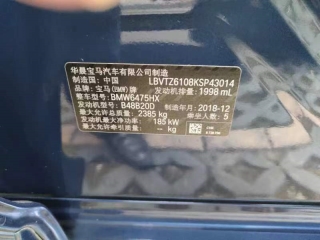 华晨宝马汽车有限公司制造
制造国：中国 LBVTZ6108KSP43014
品牌：宝马(BMW)牌 发动机排量：1998 mL
整车型号：BMW6475HX
发动机型号：B48B20D 制造年月：2018-12
最大允许总质量：2385 kg 乘坐人数：5
发动机最大净功率：185 kW
最大允许牵引质量：— kg